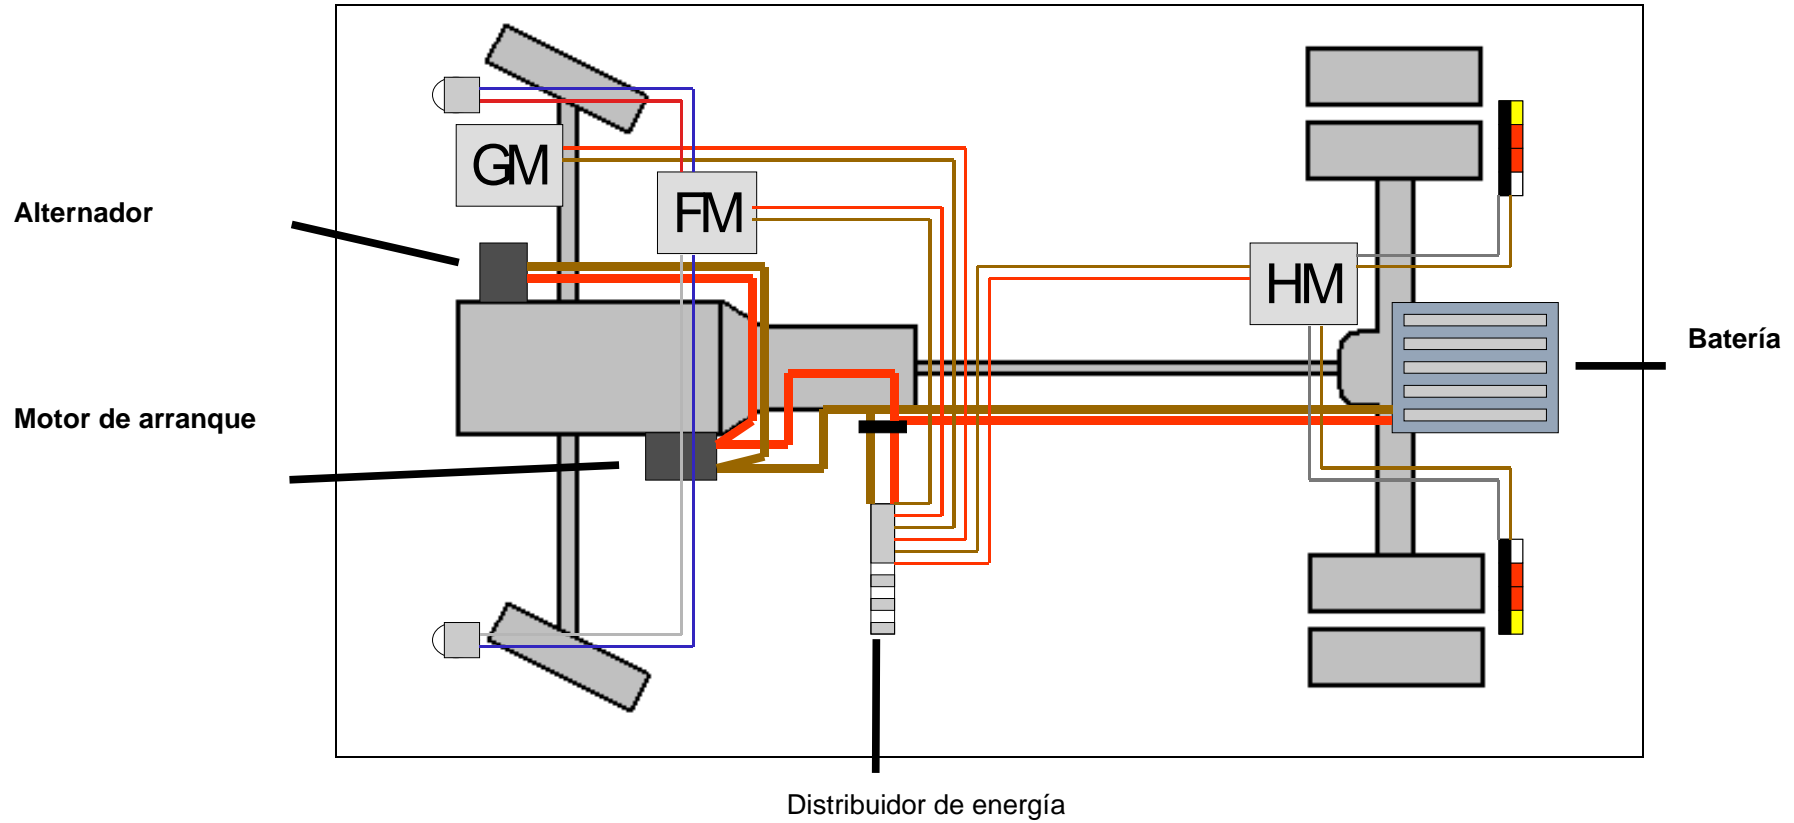 GM
FM
Alternador
HM
Batería
Motor de arranque
Distribuidor de energía